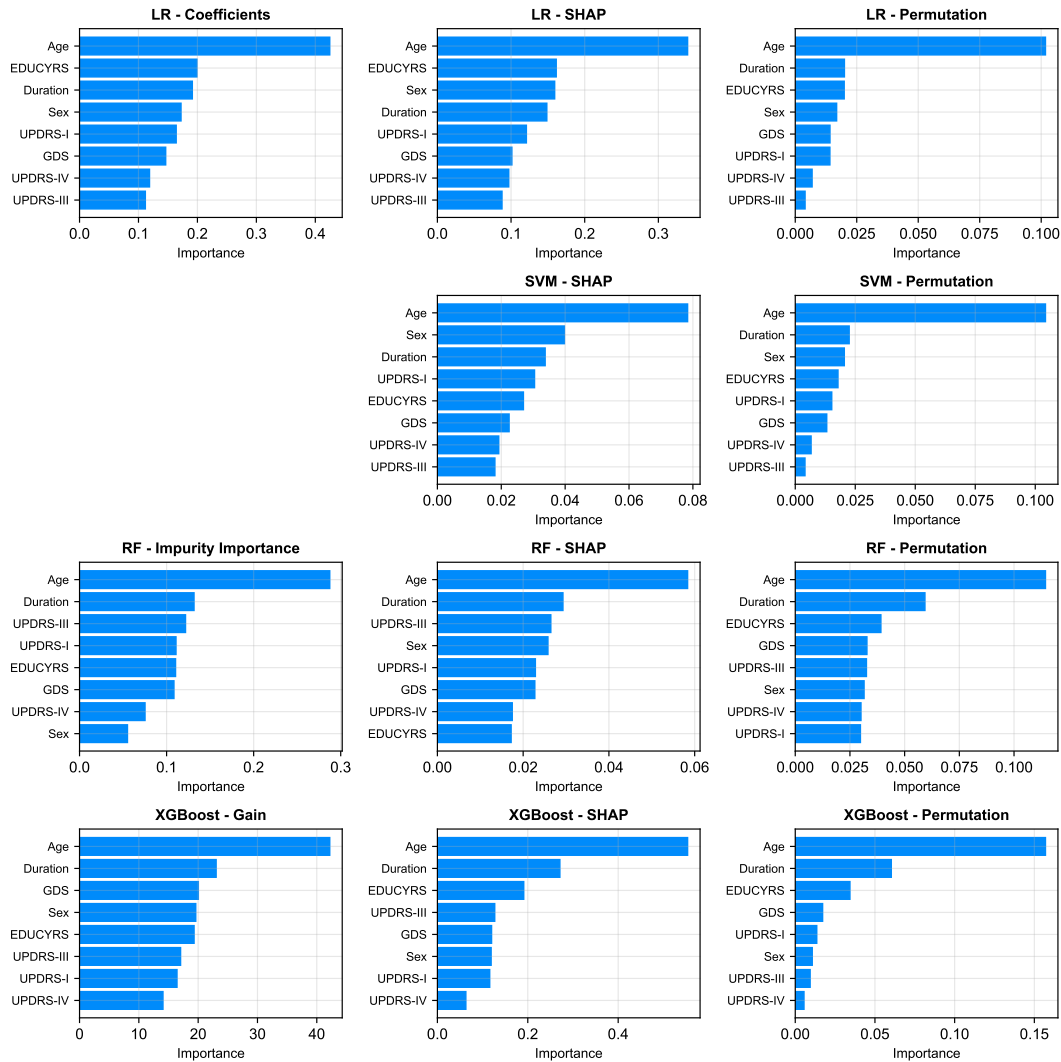 LR - Coefficients
Age
EDUCYRS
Duration
Sex
UPDRS-I
GDS
UPDRS-IV
UPDRS-III
0.0 0.1 0.2 0.3 0.4
Importance
LR - SHAP
Age
EDUCYRS
Sex
Duration
UPDRS-I
GDS
UPDRS-IV
UPDRS-III
0.0 0.1 0.2 0.3
Importance
LR - Permutation
Age
Duration
EDUCYRS
Sex
GDS
UPDRS-I
UPDRS-IV
UPDRS-III
0.000 0.025 0.050 0.075 0.100
Importance
SVM - SHAP
Age
Sex
Duration
UPDRS-I
EDUCYRS
GDS
UPDRS-IV
UPDRS-III
0.00 0.02 0.04 0.06 0.08
Importance
SVM - Permutation
Age
Duration
Sex
EDUCYRS
UPDRS-I
GDS
UPDRS-IV
UPDRS-III
0.000 0.025 0.050 0.075 0.100
Importance
RF - Impurity Importance
Age
Duration
UPDRS-III
UPDRS-I
EDUCYRS
GDS
UPDRS-IV
Sex
0.0 0.1 0.2 0.3
Importance
RF - SHAP
Age
Duration
UPDRS-III
Sex
UPDRS-I
GDS
UPDRS-IV
EDUCYRS
0.00 0.02 0.04 0.06
Importance
RF - Permutation
Age
Duration
EDUCYRS
GDS
UPDRS-III
Sex
UPDRS-IV
UPDRS-I
0.000 0.025 0.050 0.075 0.100
Importance
XGBoost - Gain
Age
Duration
GDS
Sex
EDUCYRS
UPDRS-III
UPDRS-I
UPDRS-IV
0 10 20 30 40
Importance
XGBoost - SHAP
Age
Duration
EDUCYRS
UPDRS-III
GDS
Sex
UPDRS-I
UPDRS-IV
0.0 0.2 0.4
Importance
XGBoost - Permutation
Age
Duration
EDUCYRS
GDS
UPDRS-I
Sex
UPDRS-III
UPDRS-IV
0.00 0.05 0.10 0.15
Importance